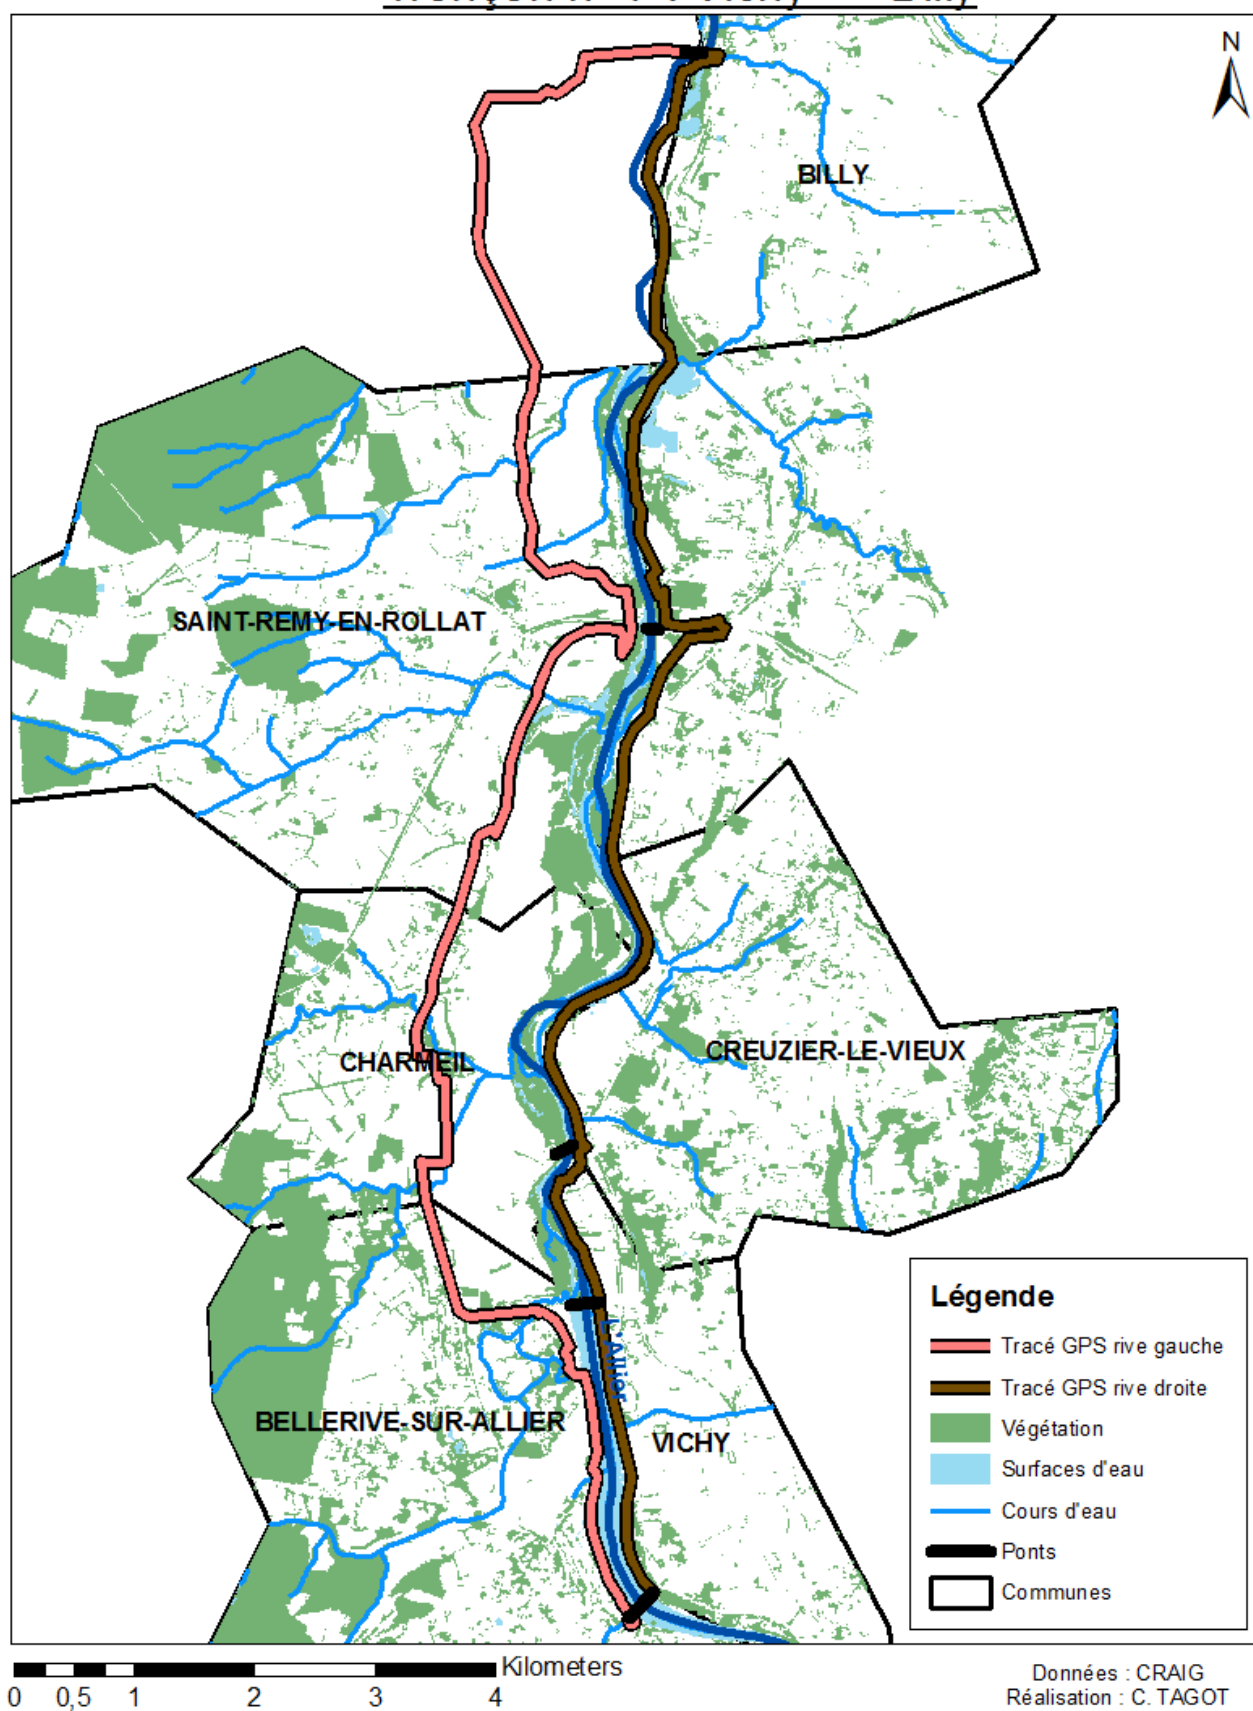 Billy
N
BILLY
SAINT-REMY-EN-ROLLAT
CHARMEIL
CREUZIER-LE-VIEUX
L'Allier
BELLERIVE-SUR-ALLIER
VICHY
Légende
Tracé GPS rive gauche
Tracé GPS rive droite
Végétation
Surfaces d'eau
Cours d'eau
Ponts
Communes
Kilometers
0 0,5 1 2 3 4
Données : CRAIG
Réalisation : C. TAGOT